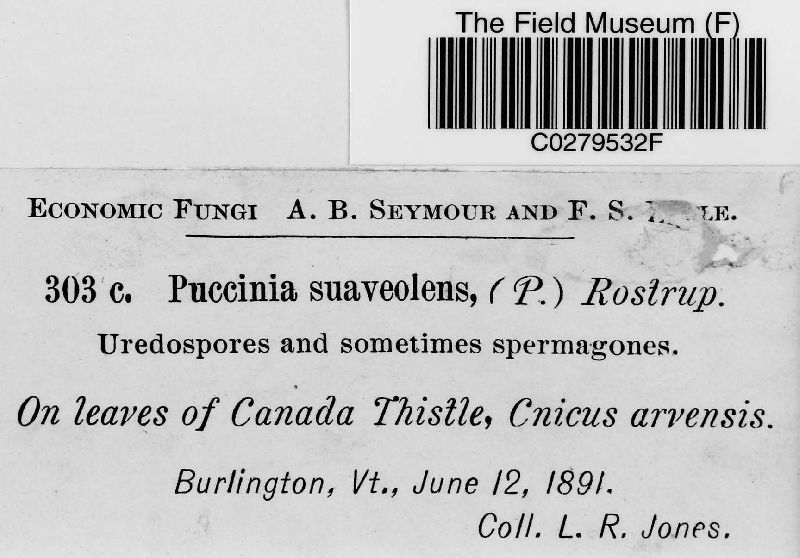 The Field Museum (F)
C0279532F
ECONOMIC FUNGI A. B. SEYMOUR AND F. S.
303 c. Puccinia suaveolens, (P.) Rostrup.
Uredospores and sometimes spermagones.
On leaves of Canada Thistle, Cnicus arvensis.
Burlington, Vt., June 12, 1891.
Coll. L. R. Jones.